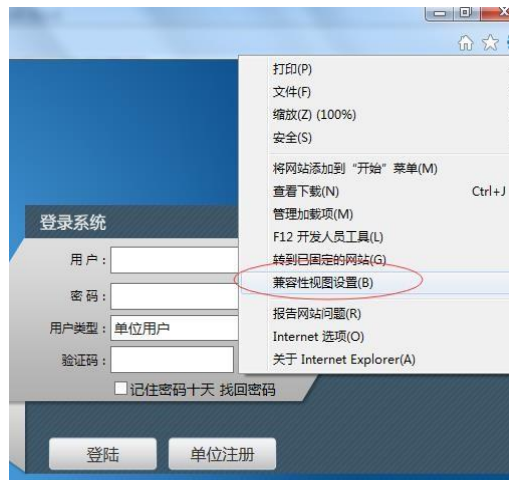 打印(P)
文件(F)
缩放(Z) (100%)
安全(S)
将网站添加到“开始”菜单(M)
查看下载(N) Ctrl+J
管理加载项(M)
F12 开发人员工具(L)
转到已固定的网站(G)
兼容性视图设置(B)
报告网站问题(R)
Internet 选项(O)
关于 Internet Explorer(A)
登录系统
用户：
密码：
用户类型：单位用户
验证码：
记住密码十天 找回密码
登陆 单位注册